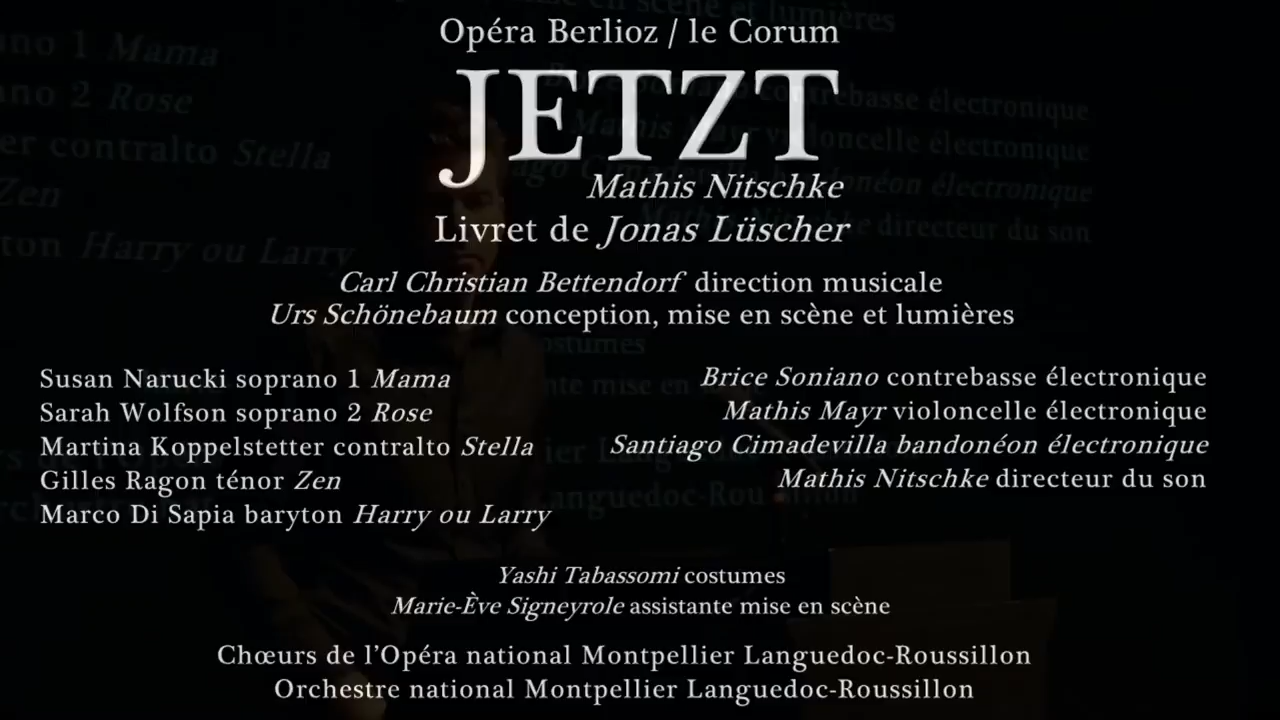 Opéra Berlioz / le Corum
JETZT
Mathis Nitschke
Livret de Jonas Lüscher
Carl Christian Bettendorf direction musicale
Urs Schönebaum conception, mise en scène et lumières
Susan Narucki soprano 1 Mama
Sarah Wolfson soprano 2 Rose
Martina Koppelstetter contralto Stella
Gilles Ragon ténor Zen
Marco Di Sapia baryton Harry ou Larry
Brice Soniano contrebasse électronique
Mathis Mayr violoncelle électronique
Santiago Cimadevilla bandonéon électronique
Mathis Nitschke directeur du son
Yashi Tabassomi costumes
Marie-Ève Signeyrole assistante mise en scène
Chœurs de l'Opéra national Montpellier Languedoc-Roussillon
Orchestre national Montpellier Languedoc-Roussillon